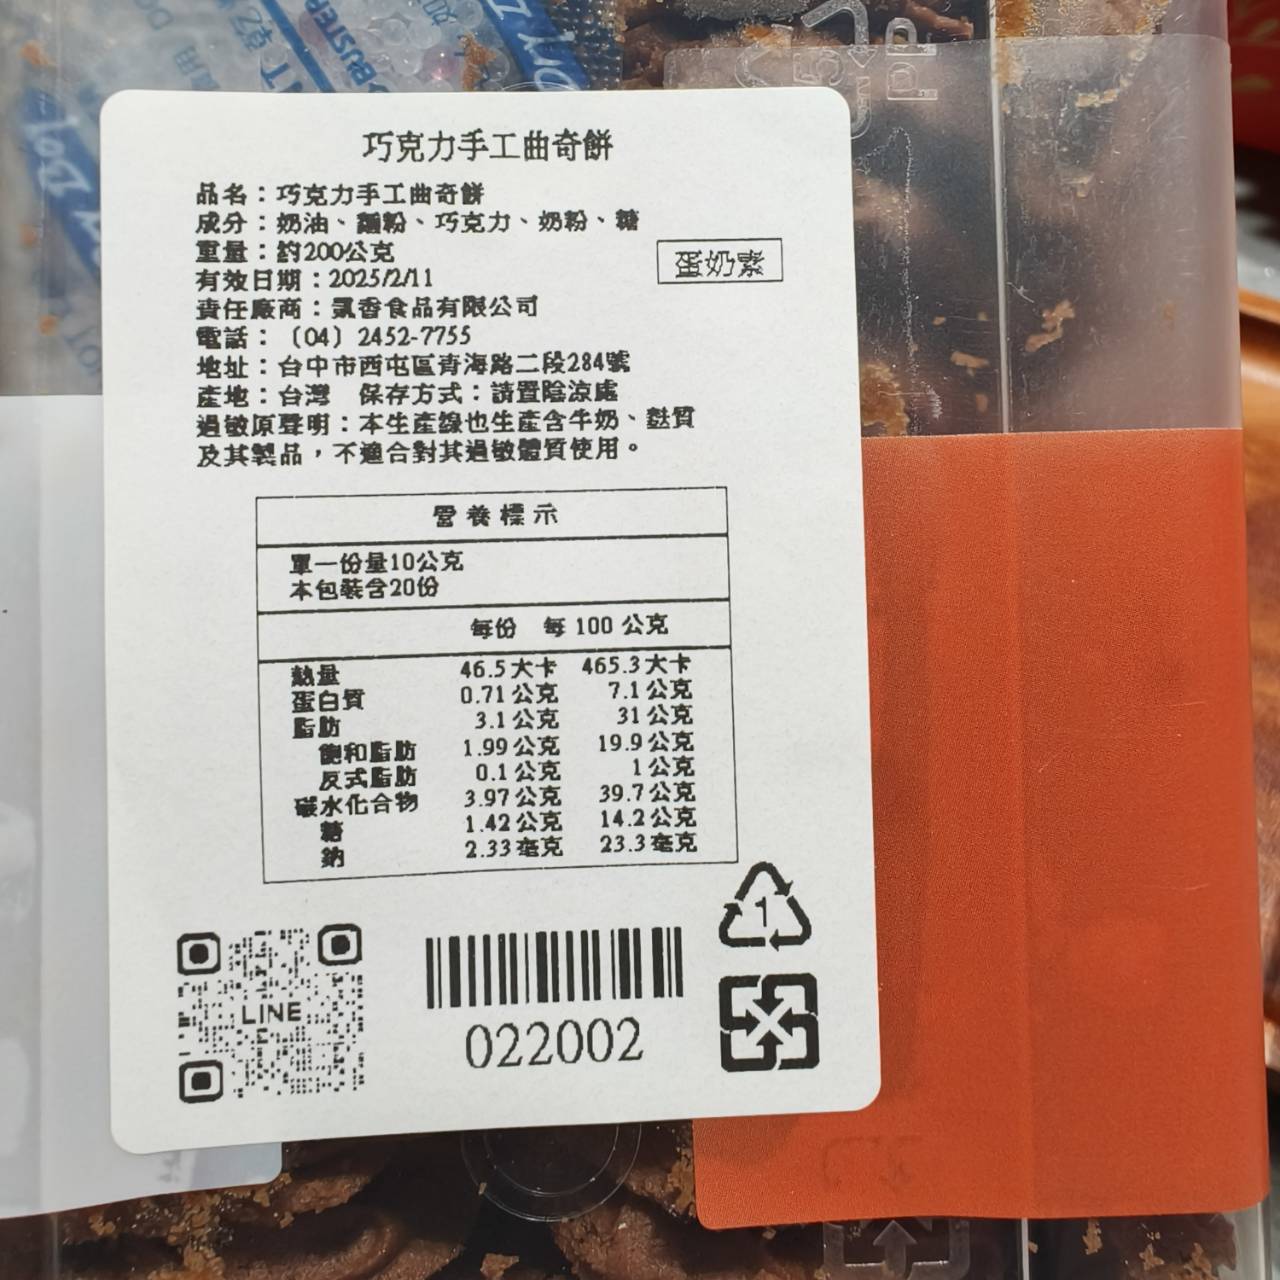 巧克力手工曲奇餅
品名：巧克力手工曲奇餅
成分：奶油、麵粉、巧克力、奶粉、糖
重量：約200公克
蛋奶素
有效日期：2025/2/11
責任廠商：氣香食品有限公司
電話：（04）2452-7755
地址：台中市西屯區青海路二段284號
產地：台灣 保存方式：請置陰涼處
過敏原聲明：本生產線也生產含牛奶、麩質
及其製品，不適合對其過敏體質使用。
營養標示
單一份量10公克
本包裝含20份
每份 每 100 公克
熱量 46.5大卡 465.3大卡
蛋白質 0.71公克 7.1公克
脂肪 3.1公克 31公克
飽和脂肪 1.99公克 19.9公克
反式脂肪 0.1公克 1公克
碳水化合物 3.97公克 39.7公克
糖 1.42公克 14.2公克
鈉 2.33毫克 23.3毫克
LINE
022002
1